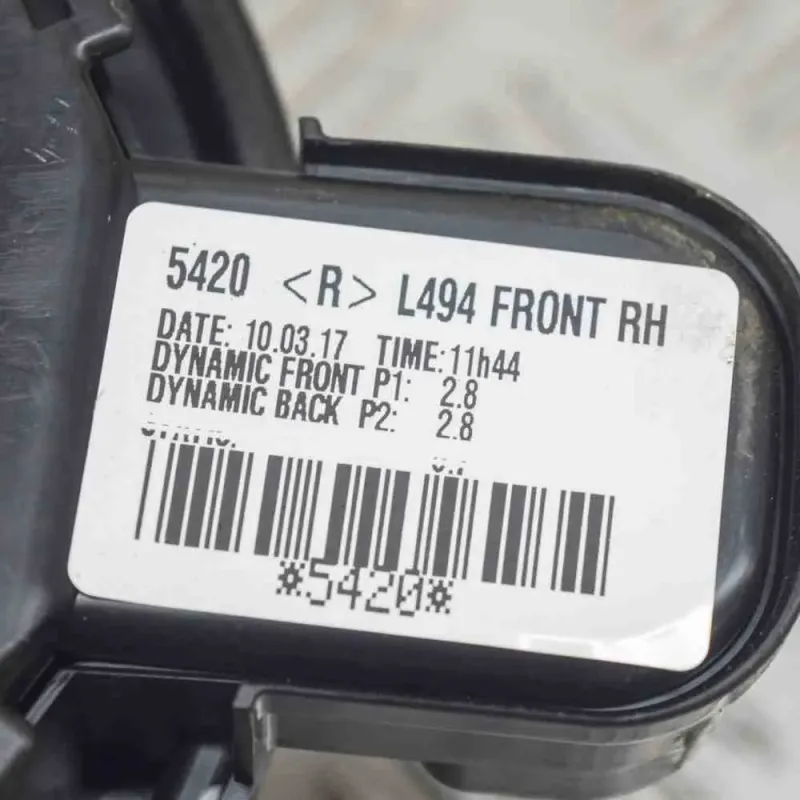 5420 <R> L494 FRONT RH
DATE: 10.03.17 TIME:11h44
DYNAMIC FRONT P1: 2.8
DYNAMIC BACK P2: 2.8
*5420*